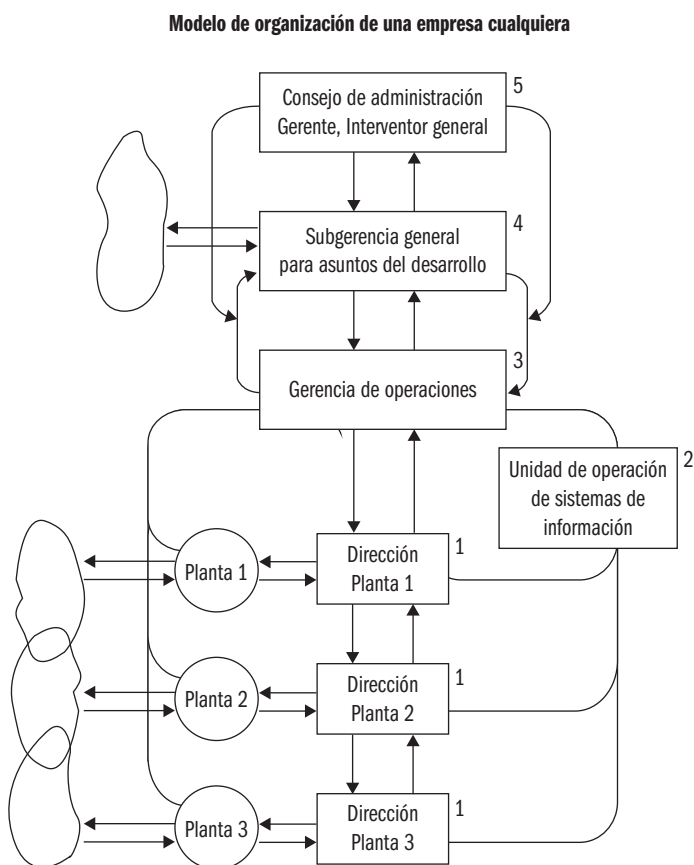 Modelo de organización de una empresa cualquiera
5
Consejo de administración
Gerente, Interventor general
4
Subgerencia general
para asuntos del desarrollo
3
Gerencia de operaciones
2
Unidad de operación
de sistemas de
información
Planta 1
Dirección
Planta 1
1
Planta 2
Dirección
Planta 2
1
Planta 3
Dirección
Planta 3
1